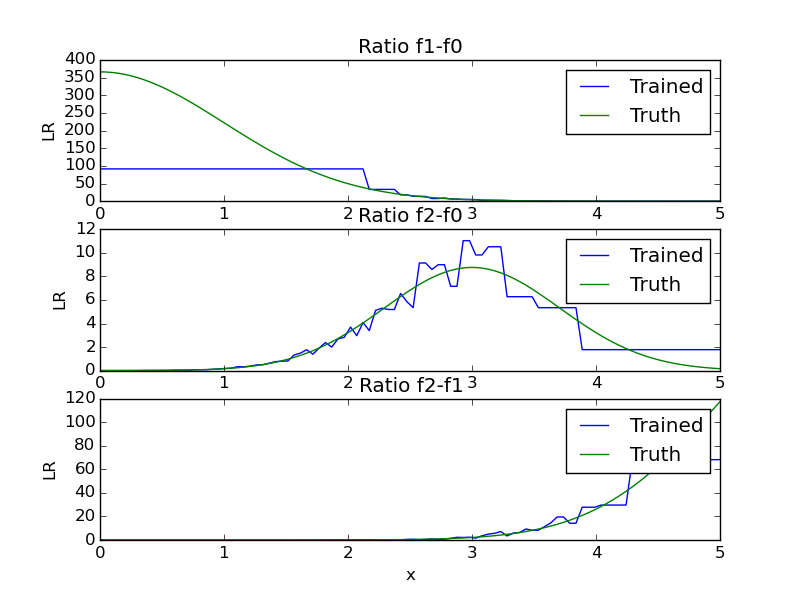 Ratio f1-f0
400
350
300
250
200
150
100
50
0
LR
Trained
Truth
0 1 2 3 4 5
Ratio f2-f0
12
10
8
6
4
2
0
LR
Trained
Truth
0 1 2 3 4 5
Ratio f2-f1
120
100
80
60
40
20
0
LR
Trained
Truth
0 1 2 3 4 5
x